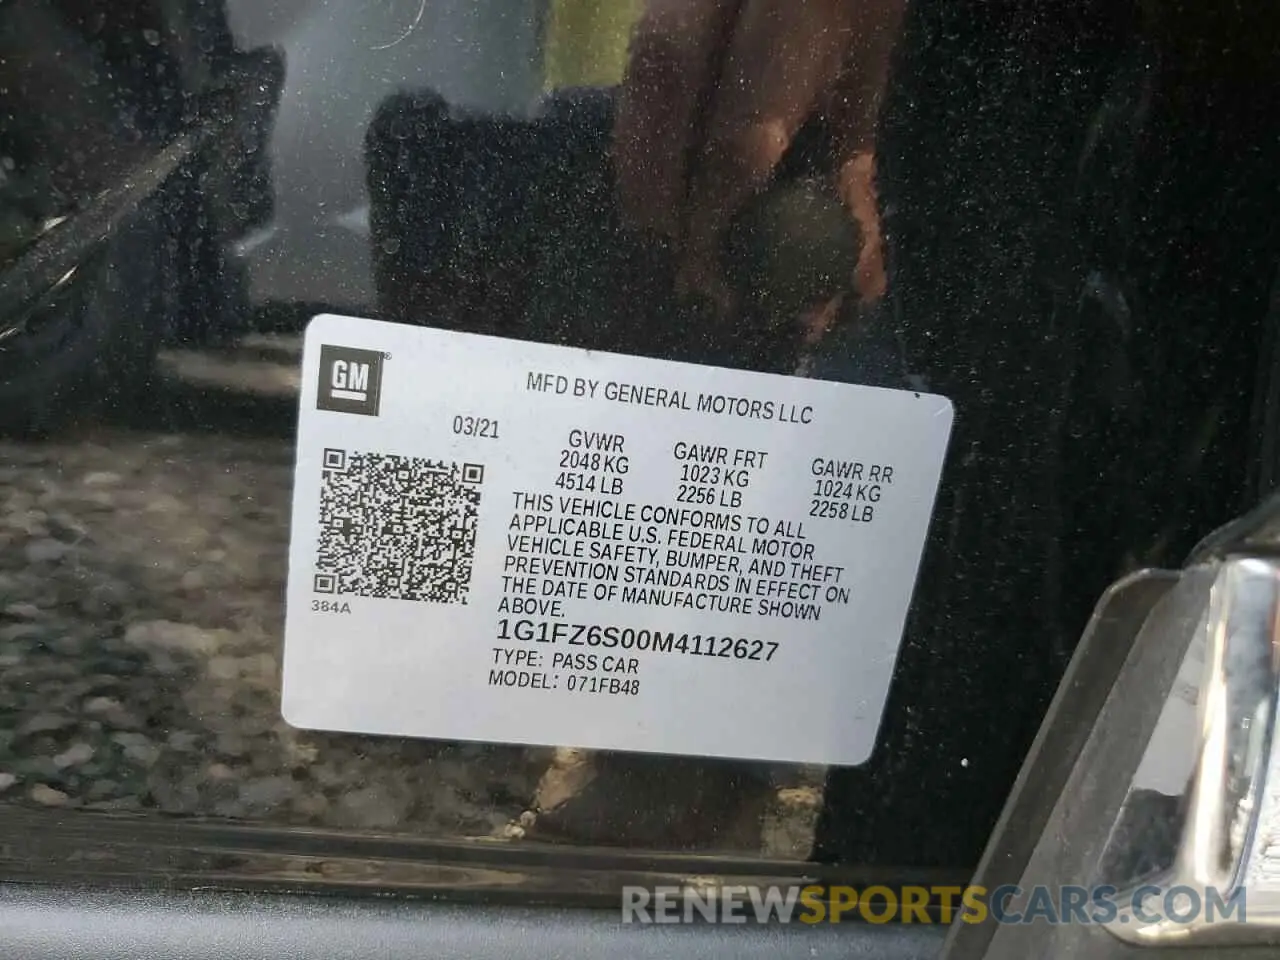 GM®
MFD BY GENERAL MOTORS LLC
03/21
GVWR
2048 KG
4514 LB
GAWR FRT
1023 KG
2256 LB
GAWR RR
1024 KG
2258 LB
THIS VEHICLE CONFORMS TO ALL
APPLICABLE U.S. FEDERAL MOTOR
VEHICLE SAFETY, BUMPER, AND THEFT
PREVENTION STANDARDS IN EFFECT ON
THE DATE OF MANUFACTURE SHOWN
ABOVE.
384A
1G1FZ6S00M4112627
TYPE: PASS CAR
MODEL: 071FB48
RENEWSPORTSCARS.COM